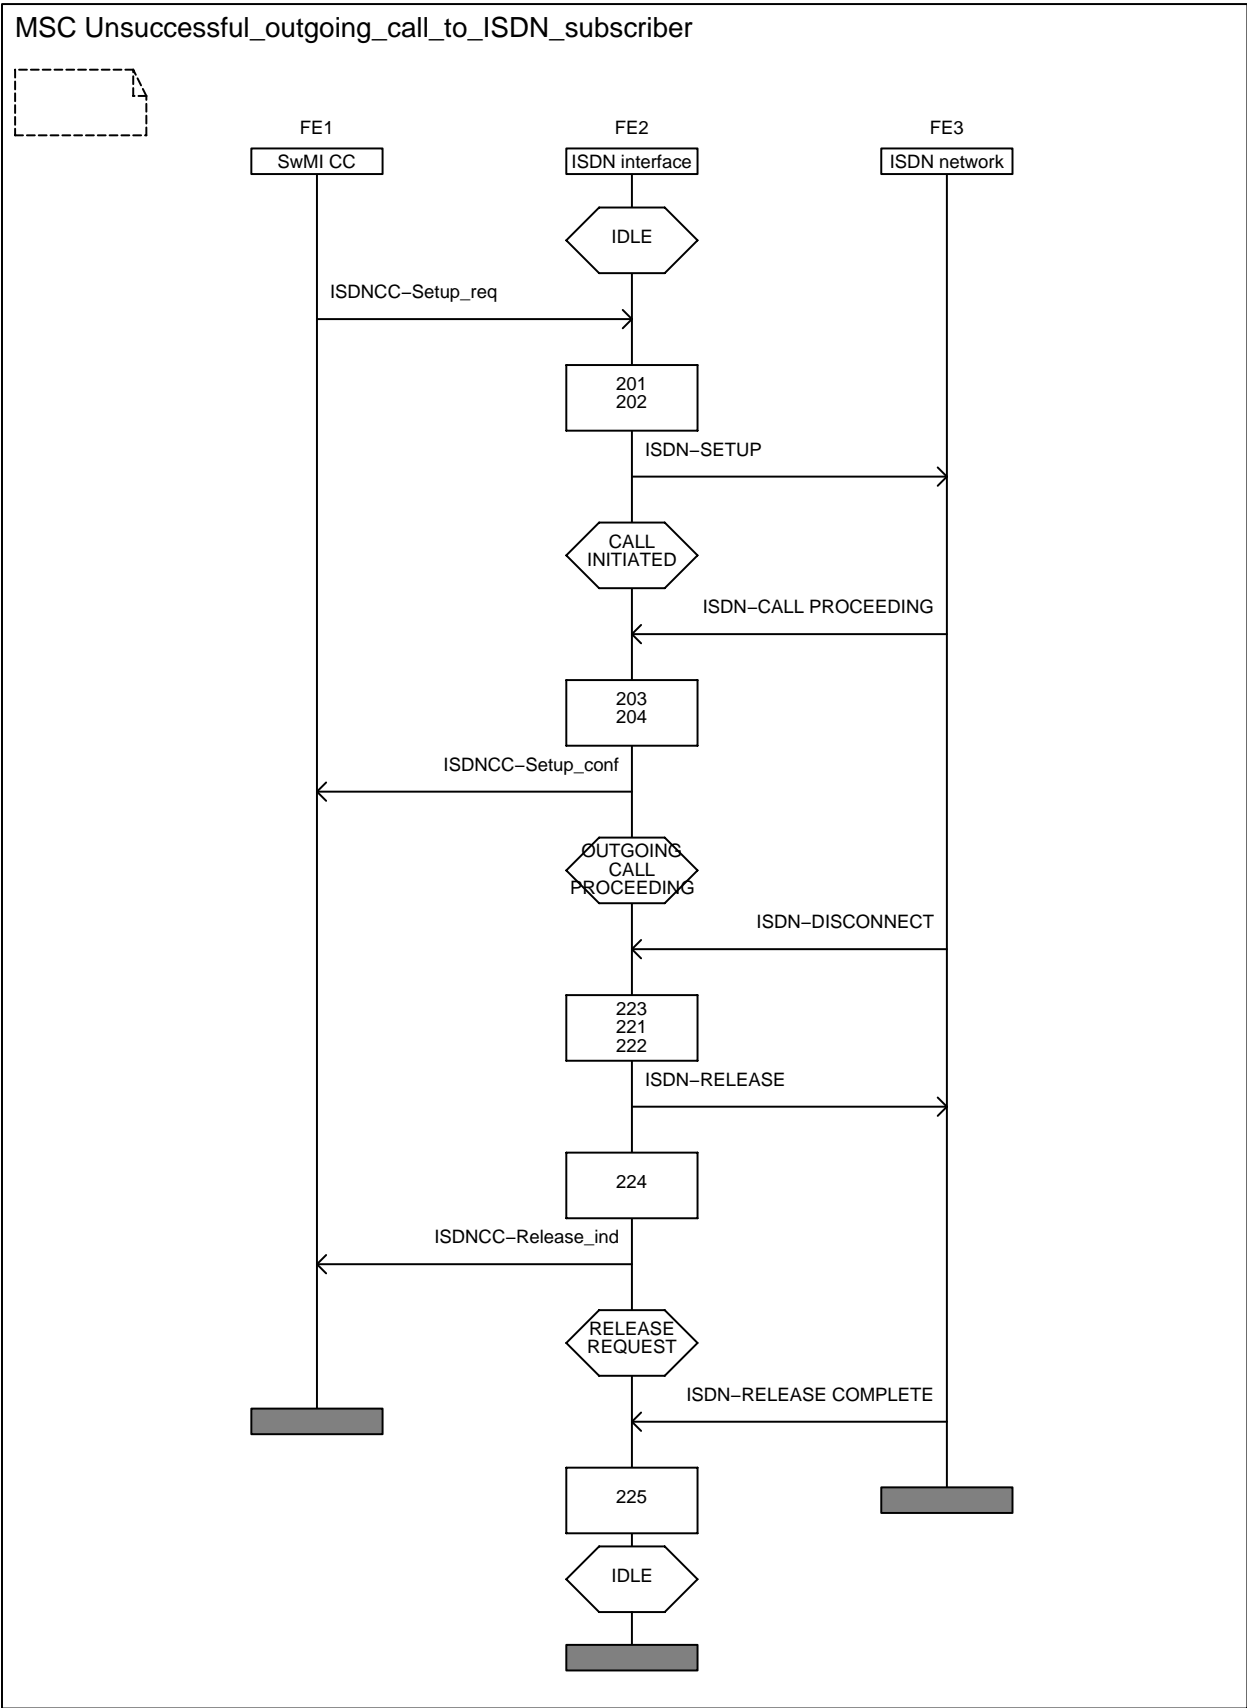 MSC Unsuccessful_outgoing_call_to_ISDN_subscriber
FE1
FE2
FE3
SwMI CC
ISDN interface
ISDN network
IDLE
ISDNCC−Setup_req
201
202
ISDN−SETUP
CALL
INITIATED
ISDN−CALL PROCEEDING
203
204
ISDNCC−Setup_conf
OUTGOING
CALL
PROCEEDING
ISDN−DISCONNECT
223
221
222
ISDN−RELEASE
224
ISDNCC−Release_ind
RELEASE
REQUEST
ISDN−RELEASE COMPLETE
225
IDLE